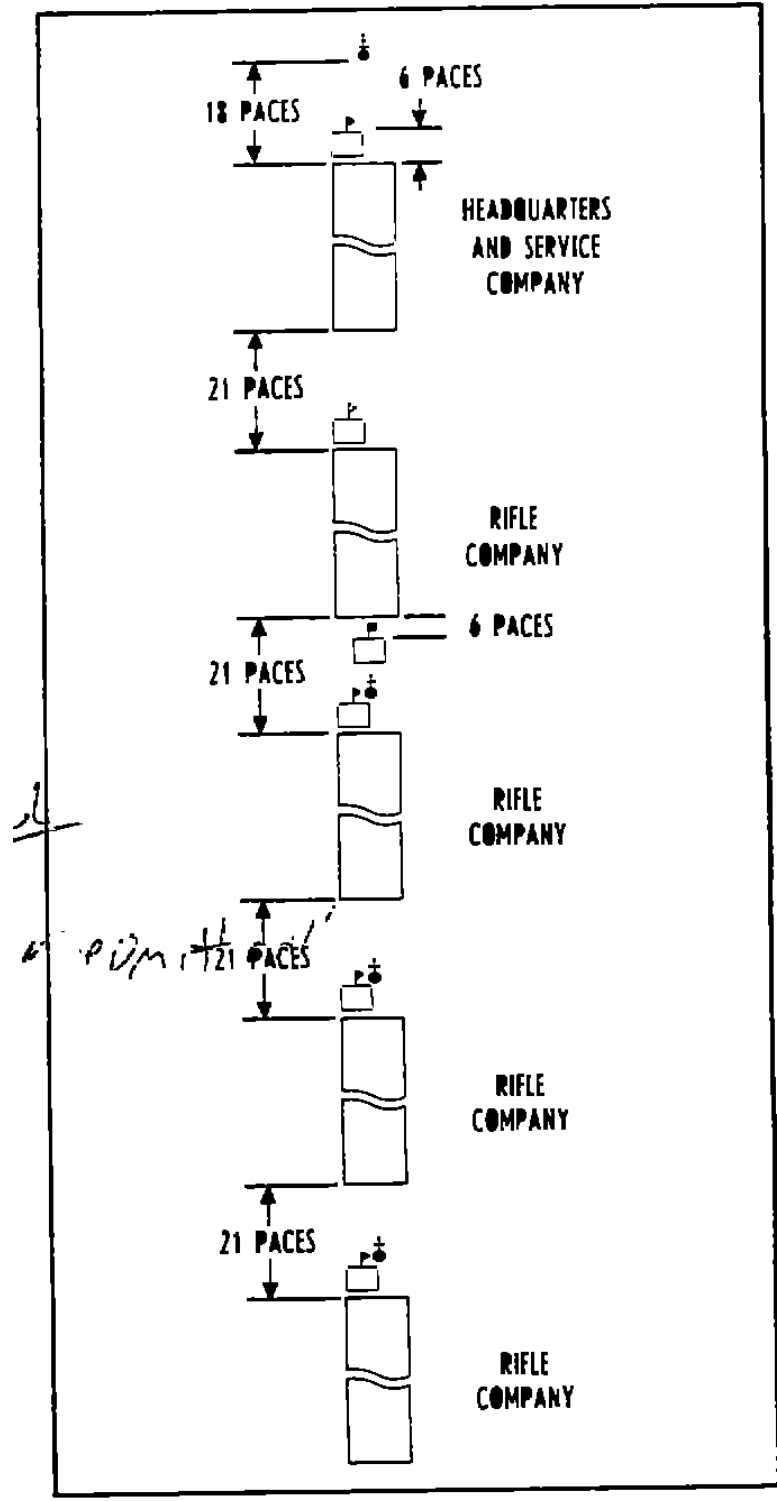 6 PACES
18 PACES
HEADQUARTERS
AND SERVICE
COMPANY
21 PACES
RIFLE
COMPANY
6 PACES
21 PACES
RIFLE
COMPANY
21 PACES
RIFLE
COMPANY
21 PACES
RIFLE
COMPANY